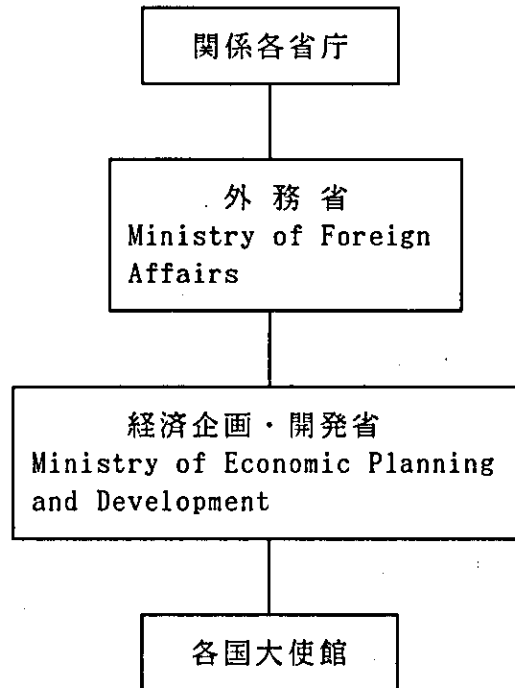 関係各省庁
外務省
Ministry of Foreign
Affairs
経済企画・開発省
Ministry of Economic Planning
and Development
各国大使館